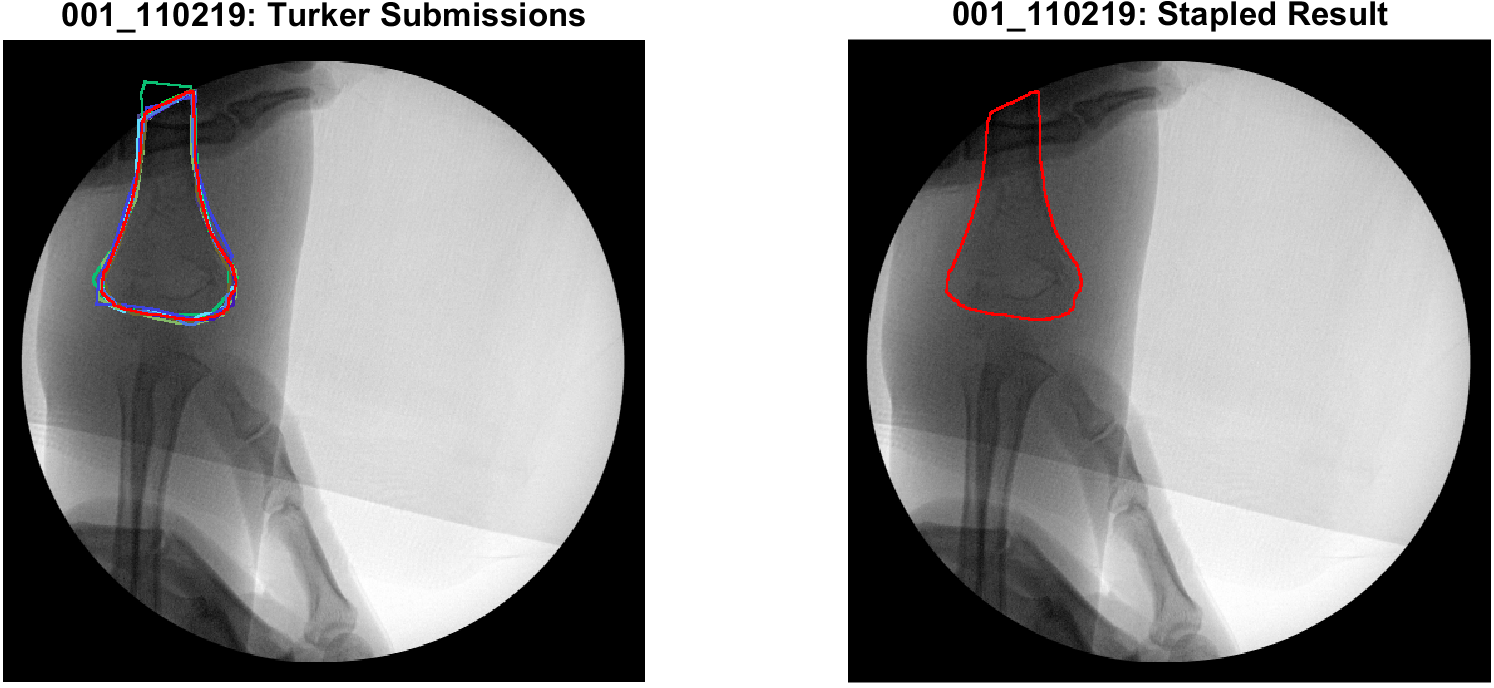 001_110219: Turker Submissions
001_110219: Stapled Result